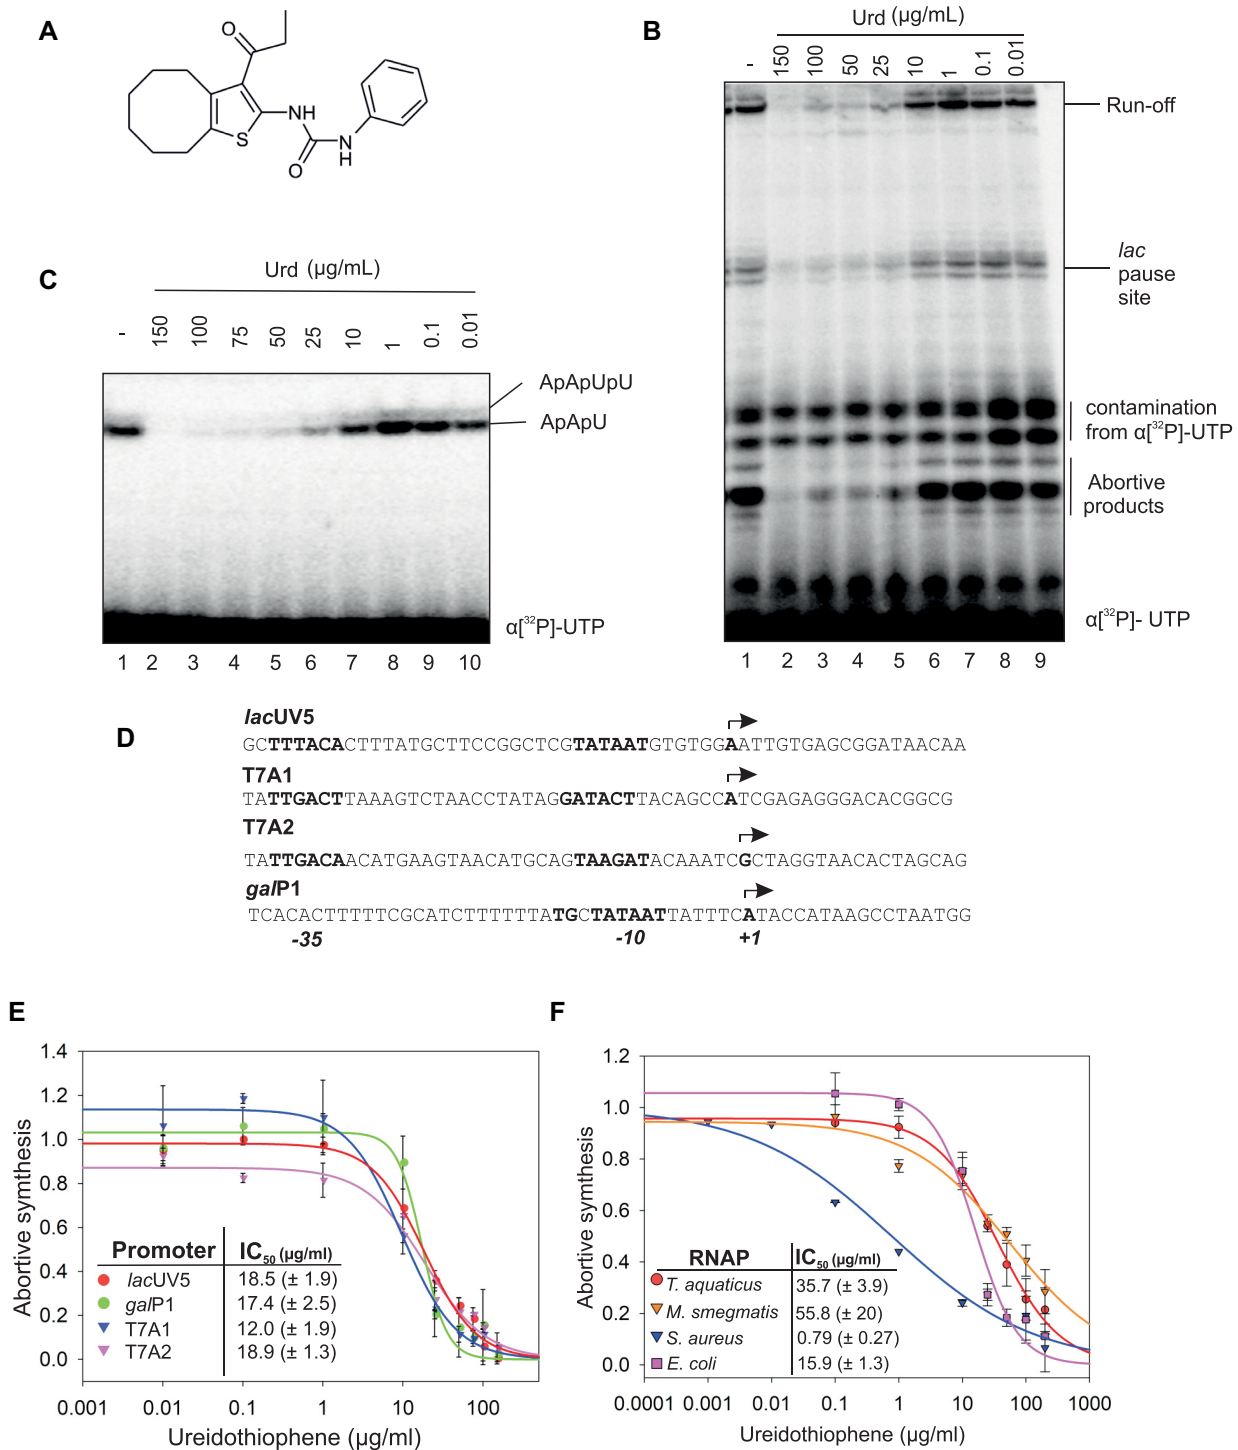 A
O
S
NH
O
N
H
B
Urd (µg/mL)
- 150 100 50 25 10 1 0.1 0.01
Run-off
lac
pause
site
contamination
from α[32P]-UTP
Abortive
products
α[32P]- UTP
1 2 3 4 5 6 7 8 9
C
Urd (µg/mL)
- 150 100 75 50 25 10 1 0.1 0.01
ApApUpU
ApApU
α[32P]-UTP
1 2 3 4 5 6 7 8 9 10
D
lacUV5
GCTTTACACTTTATGCTTCCGGCTCGTATAATGTGTGGAATTGTGAGCGGATAACAA
T7A1
TATTGACTTAAAGTCTAACCTATAGGATACTTACAGCCATCGAGAGGGACACGGCG
T7A2
TATTGACAACATGAAGTAACATGCAGTAAGATACAAATCGCTAGGTAACACTAGCAG
galP1
TCACACTTTTTCGCATCTTTTTTATGCTATAATTATTTCATACCATAAGCCTAATGG
-35 -10 +1
E
Abortive symthesis
1.4
1.2
1.0
0.8
0.6
0.4
0.2
0.0
Promoter IC50 (µg/ml)
lacUV5 18.5 (± 1.9)
galP1 17.4 (± 2.5)
T7A1 12.0 (± 1.9)
T7A2 18.9 (± 1.3)
0.001 0.01 0.1 1 10 100
Ureidothiophene (µg/ml)
F
Abortive synthesis
1.2
1.0
0.8
0.6
0.4
0.2
0.0
RNAP IC50 (µg/ml)
T. aquaticus 35.7 (± 3.9)
M. smegmatis 55.8 (± 20)
S. aureus 0.79 (± 0.27)
E. coli 15.9 (± 1.3)
0.0001 0.01 0.1 1 10 100 1000
Ureidothiophene (µg/ml)